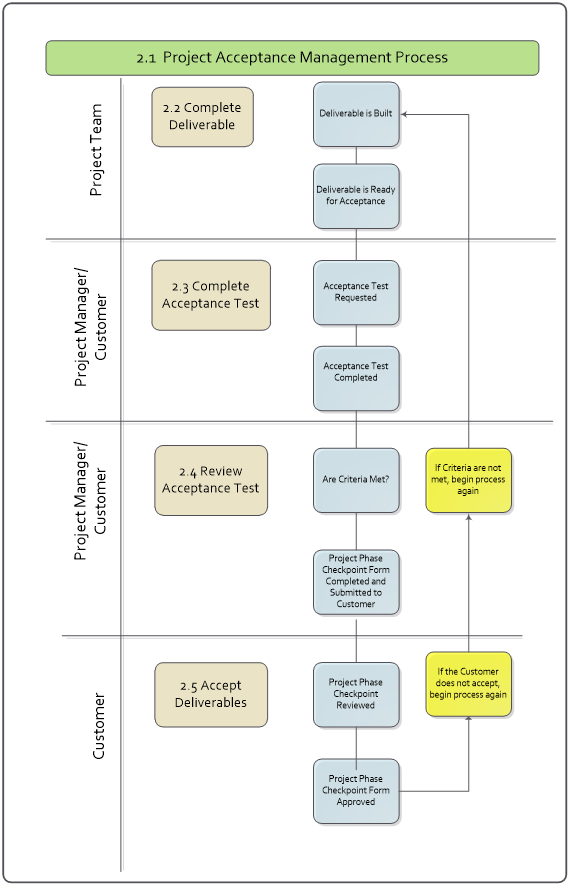 2.1 Project Acceptance Management Process
Project Team
2.2 Complete
Deliverable
Deliverable is Built
Deliverable is Ready
for Acceptance
Project Manager/
Customer
2.3 Complete
Acceptance Test
Acceptance Test
Requested
Acceptance Test
Completed
Project Manager/
Customer
2.4 Review
Acceptance Test
Are Criteria Met?
If Criteria are not
met, begin process
again
Project Phase
Checkpoint Form
Completed and
Submitted to
Customer
Customer
2.5 Accept
Deliverables
Project Phase
Checkpoint
Reviewed
If the Customer
does not accept,
begin process again
Project Phase
Checkpoint Form
Approved